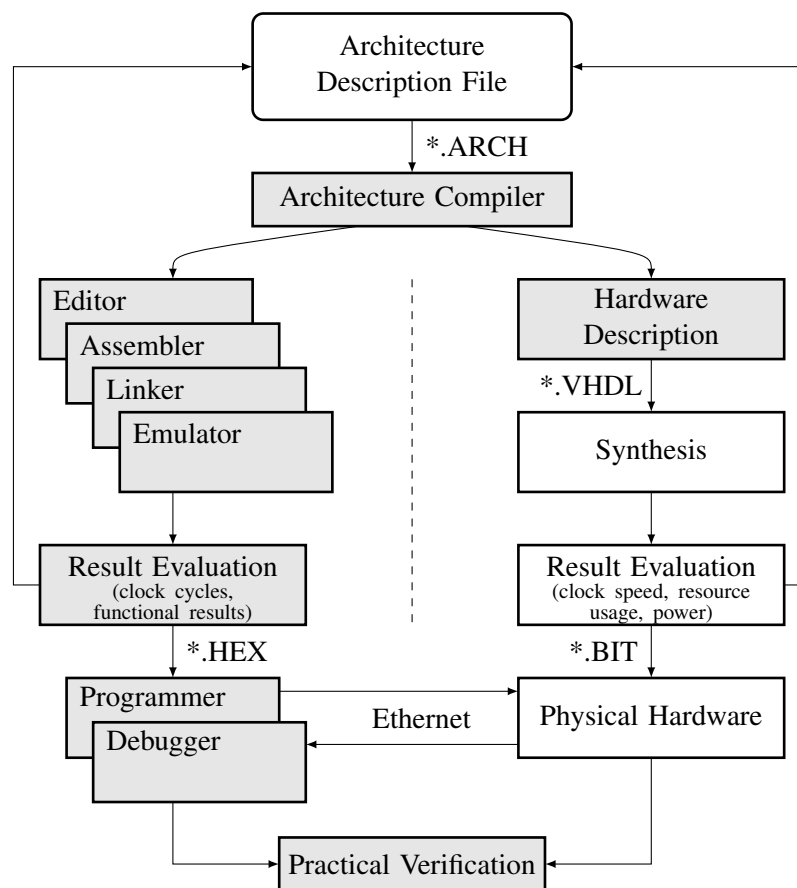 Architecture
Description File
*.ARCH
Architecture Compiler
Editor
Assembler
Linker
Emulator
Hardware
Description
*.VHDL
Synthesis
Result Evaluation
(clock cycles,
functional results)
Result Evaluation
(clock speed, resource
usage, power)
*.HEX
*.BIT
Programmer
Debugger
Ethernet
Physical Hardware
Practical Verification